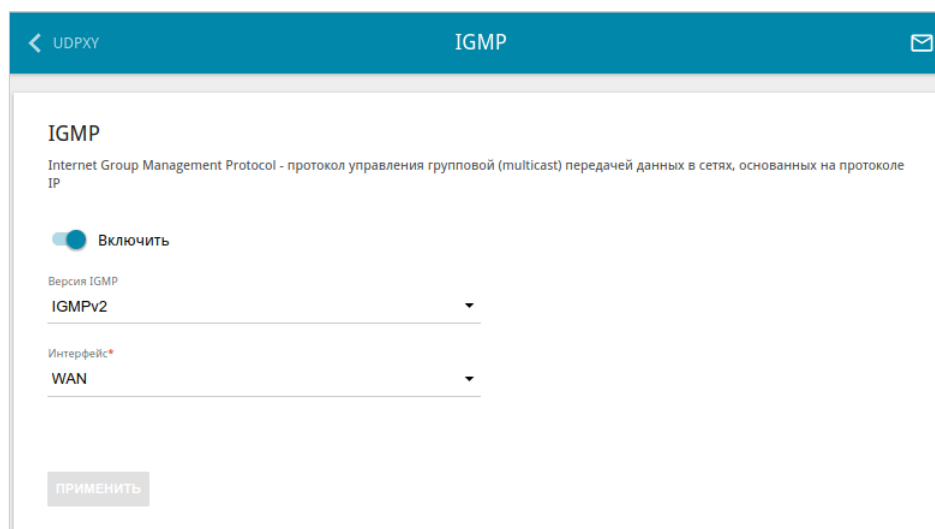 UDPXY
IGMP
IGMP
Internet Group Management Protocol - протокол управления групповой (multicast) передачей данных в сетях, основанных на протоколе
IP
Включить
Версия IGMP
IGMPv2
Интерфейс*
WAN
ПРИМЕНИТЬ